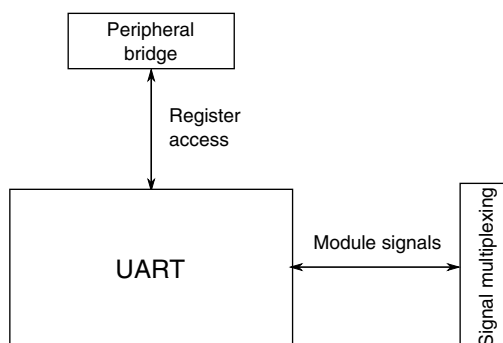 Peripheral
bridge
Register
access
Module signals
UART
Signal multiplexing